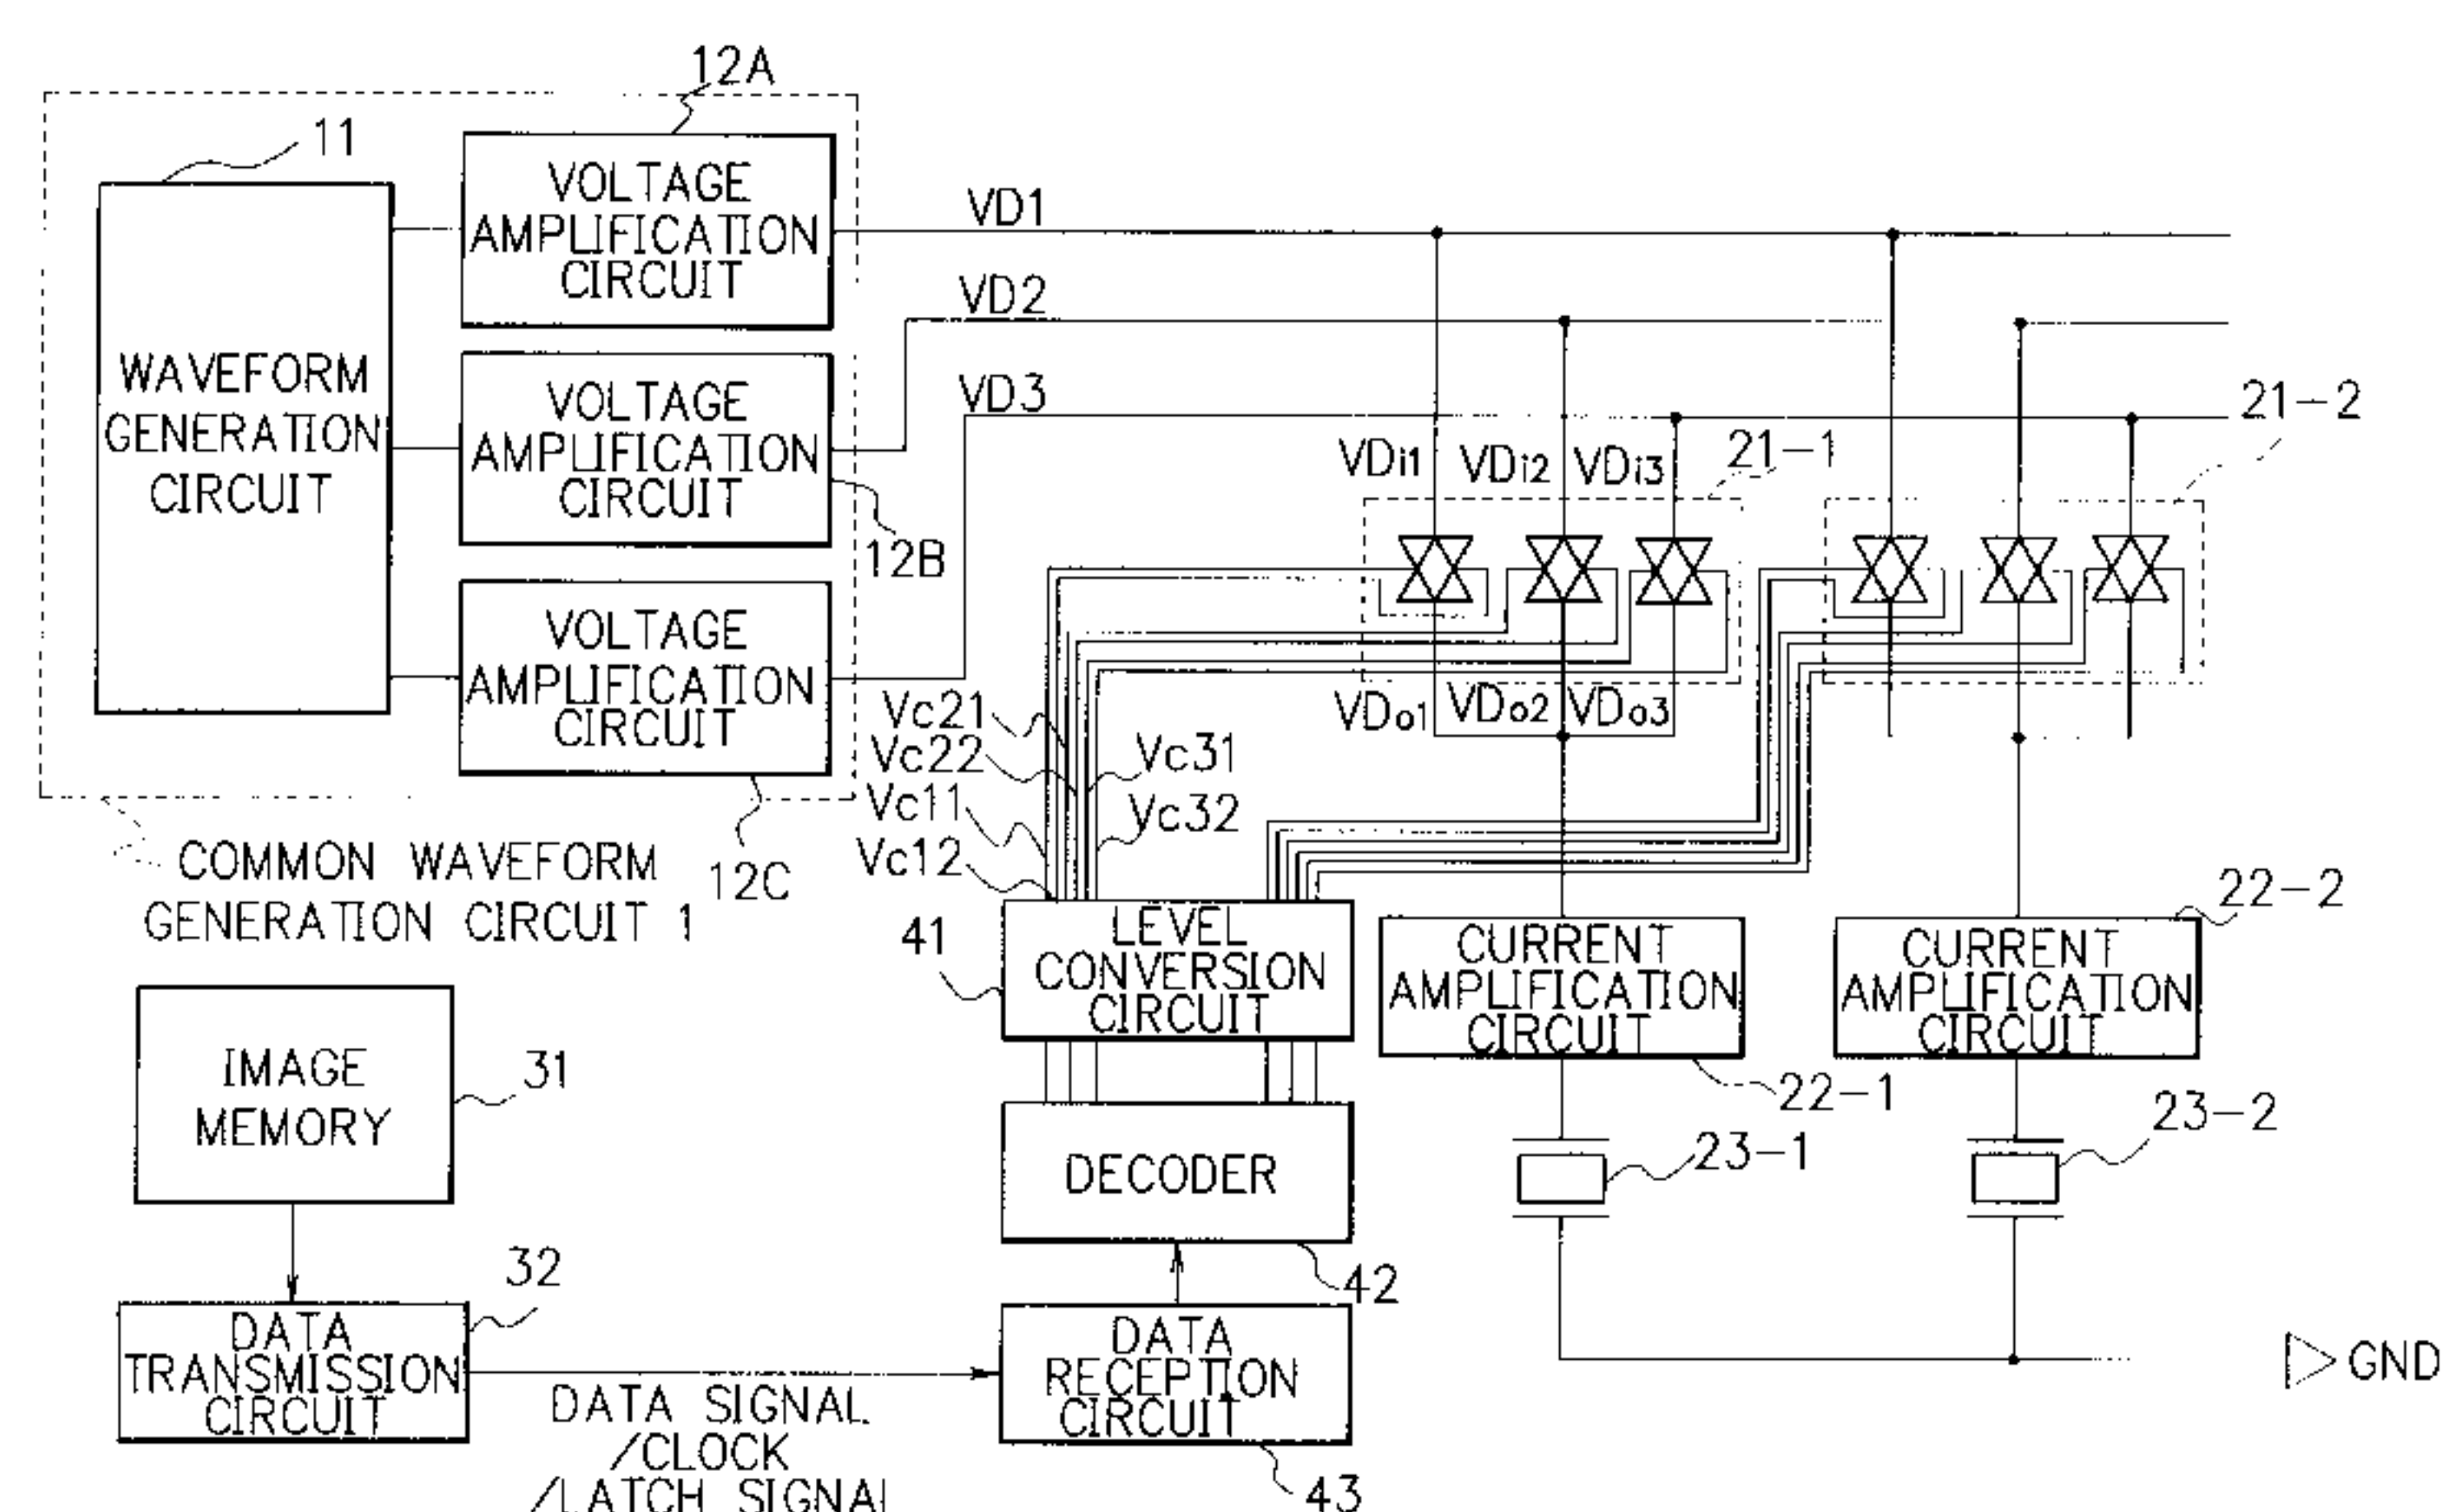 12A
11
VOLTAGE
AMPLIFICATION
CIRCUIT
VD1
VD2
WAVEFORM
GENERATION
CIRCUIT
VOLTAGE
AMPLIFICATION
CIRCUIT
VD3
21-2
VDi1
VDi2
VDi3
21-1
12B
VOLTAGE
AMPLIFICATION
CIRCUIT
Vc21
Vc22
Vc11
Vc12
Vc31
Vc32
VDo1
VDo2
VDo3
COMMON WAVEFORM
GENERATION CIRCUIT 1
12C
41
LEVEL
CONVERSION
CIRCUIT
CURRENT
AMPLIFICATION
CIRCUIT
22-2
CURRENT
AMPLIFICATION
CIRCUIT
IMAGE
MEMORY
31
22-1
23-2
DECODER
23-1
32
42
DATA
TRANSMISSION
CIRCUIT
DATA
RECEPTION
CIRCUIT
GND
DATA SIGNAL
/CLOCK
/LATCH SIGNAL
43